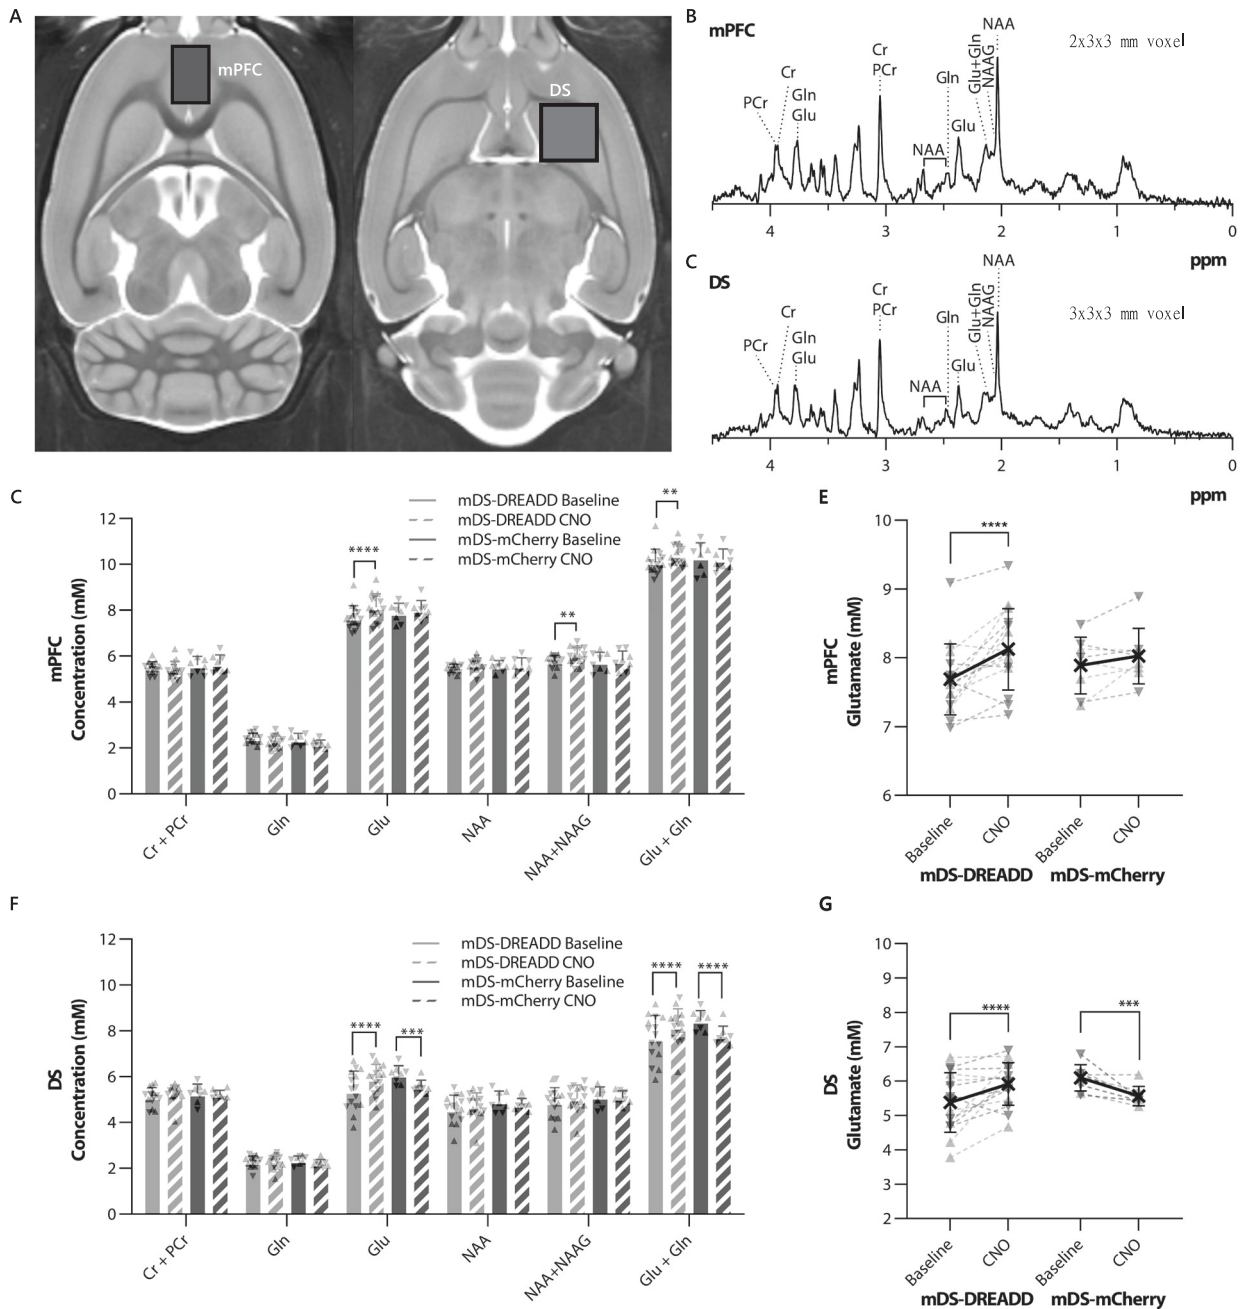 A
mPFC
DS
B
mPFC
2x3x3 mm voxel
PCr
Cr
Gln
Glu
Cr
PCr
NAA
Gln
Glu
Glu+Gln
NAAG
NAA
4 3 2 1 0
ppm
C
DS
3x3x3 mm voxel
PCr
Cr
Gln
Glu
Cr
PCr
NAA
Gln
Glu
Glu+Gln
NAAG
NAA
4 3 2 1 0
ppm
C
mDS-DREADD Baseline
mDS-DREADD CNO
mDS-mCherry Baseline
mDS-mCherry CNO
mPFC
Concentration (mM)
12
10
8
6
4
2
0
****
**
**
Cr + PCr
Gln
Glu
NAA
NAA+NAAG
Glu + Gln
E
mPFC
Glutamate (mM)
10
9
8
7
6
****
Baseline
CNO
Baseline
CNO
mDS-DREADD mDS-mCherry
F
mDS-DREADD Baseline
mDS-DREADD CNO
mDS-mCherry Baseline
mDS-mCherry CNO
DS
Concentration (mM)
12
10
8
6
4
2
0
**** ***
**** ****
Cr + PCr
Gln
Glu
NAA
NAA+NAAG
Glu + Gln
G
DS
Glutamate (mM)
10
9
8
7
6
5
4
3
2
**** ***
Baseline
CNO
Baseline
CNO
mDS-DREADD mDS-mCherry